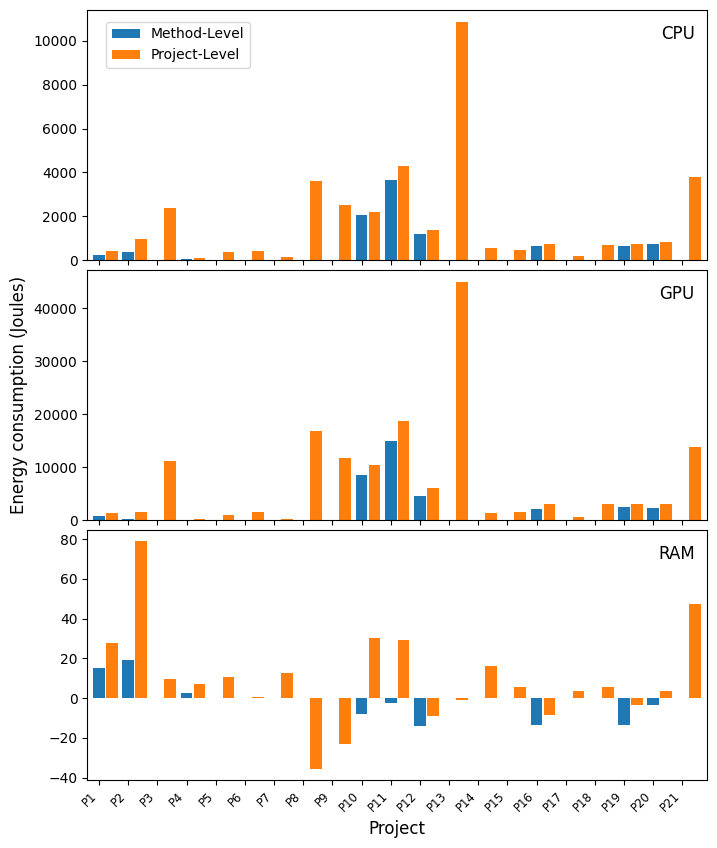 CPU
Method-Level
Project-Level
10000
8000
6000
4000
2000
0
GPU
40000
30000
20000
10000
0
Energy consumption (Joules)
RAM
80
60
40
20
0
−20
−40
P1 P2 P3 P4 P5 P6 P7 P8 P9 P10 P11 P12 P13 P14 P15 P16 P17 P18 P19 P20 P21
Project